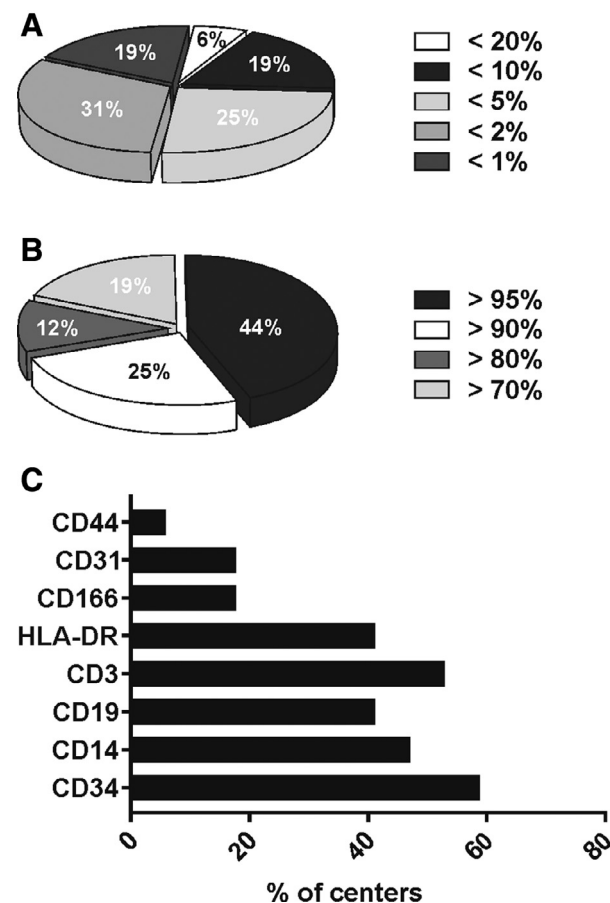 A
6%
19%
19%
31%
25%
< 20%
< 10%
< 5%
< 2%
< 1%
B
19%
12%
44%
25%
> 95%
> 90%
> 80%
> 70%
C
CD44
CD31
CD166
HLA-DR
CD3
CD19
CD14
CD34
0
20
40
60
80
% of centers